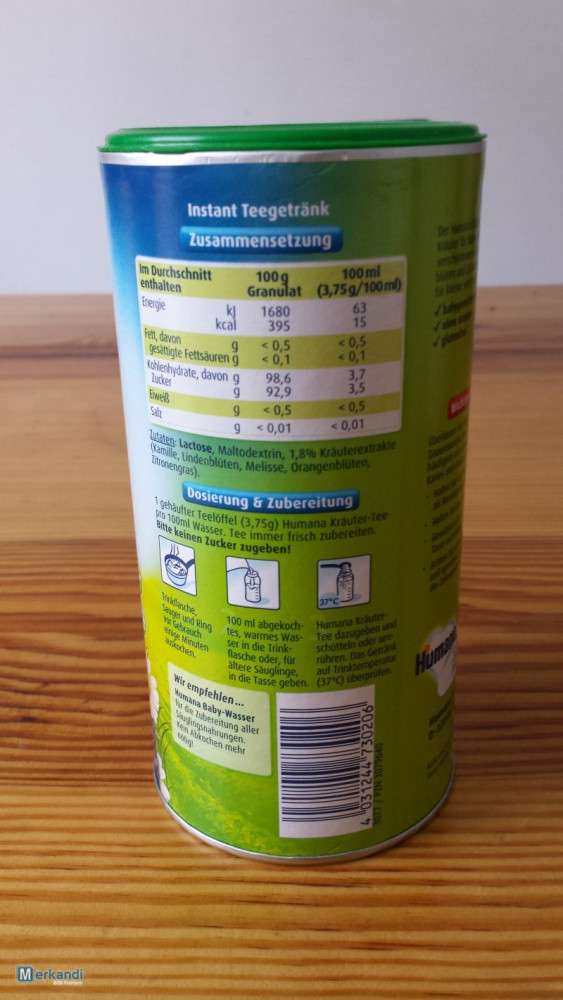 Instant Teegetränk
Zusammensetzung
Im Durchschnitt enthalten 100 g Granulat 100 ml (3,75g/100ml)
Energie kJ 1680 63
kcal 395 15
Fett, davon g < 0,5 < 0,5
gesättigte Fettsäuren g < 0,1 < 0,1
Kohlenhydrate, davon g 98,6 3,7
Zucker g 92,9 3,5
Eiweiß g < 0,5 < 0,5
Salz g < 0,01 < 0,01
Zutaten: Lactose, Maltodextrin, 1,8% Kräuterextrakte
(Kamille, Lindenblüten, Melisse, Orangenblüten,
Zitronengras).
Dosierung & Zubereitung
1 gehäufter Teelöffel (3,75g) Humana Kräuter-Tee
pro 100ml Wasser. Tee immer frisch zubereiten.
Bitte keinen Zucker zugeben!
37°C
Trinkflasche,
Sauger und Ring
vor Gebrauch
einige Minuten
auskochen.
100 ml abgekoch-
tes, warmes Was-
ser in die Trink-
flasche oder, für
ältere Säuglinge,
in die Tasse geben.
Humana Kräuter-
Tee dazugeben und
schütteln oder um-
rühren. Das Getränk
auf Trinktemperatur
(37°C) überprüfen.
Wir empfehlen ...
Humana Baby-Wasser
für die Zubereitung aller
Säuglingsnahrungen.
Kein Abkochen mehr
nötig!
4 031244 730206
Humana
Merkandi